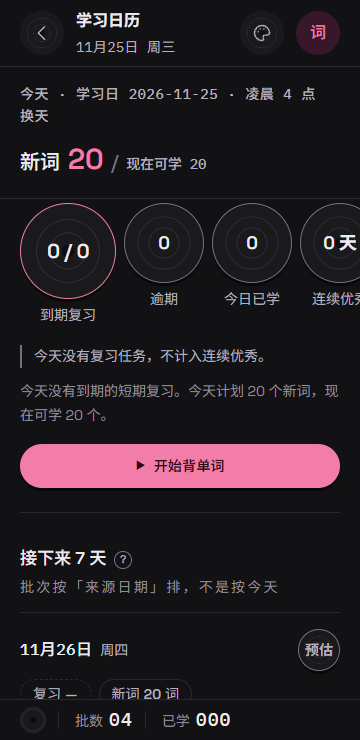 学习日历
11月25日 周三
词
今天 · 学习日 2026-11-25 · 凌晨 4 点
换天
新词 20 / 现在可学 20
0 / 0
到期复习
0
逾期
0
今日已学
0 天
连续优秀
今天没有复习任务，不计入连续优秀。
今天没有到期的短期复习。今天计划 20 个新词，现
在可学 20 个。
▶ 开始背单词
接下来 7 天 ?
批次按「来源日期」排，不是按今天
11月26日 周四
预估
复习 —
新词 20 词
批数 04
已学 000